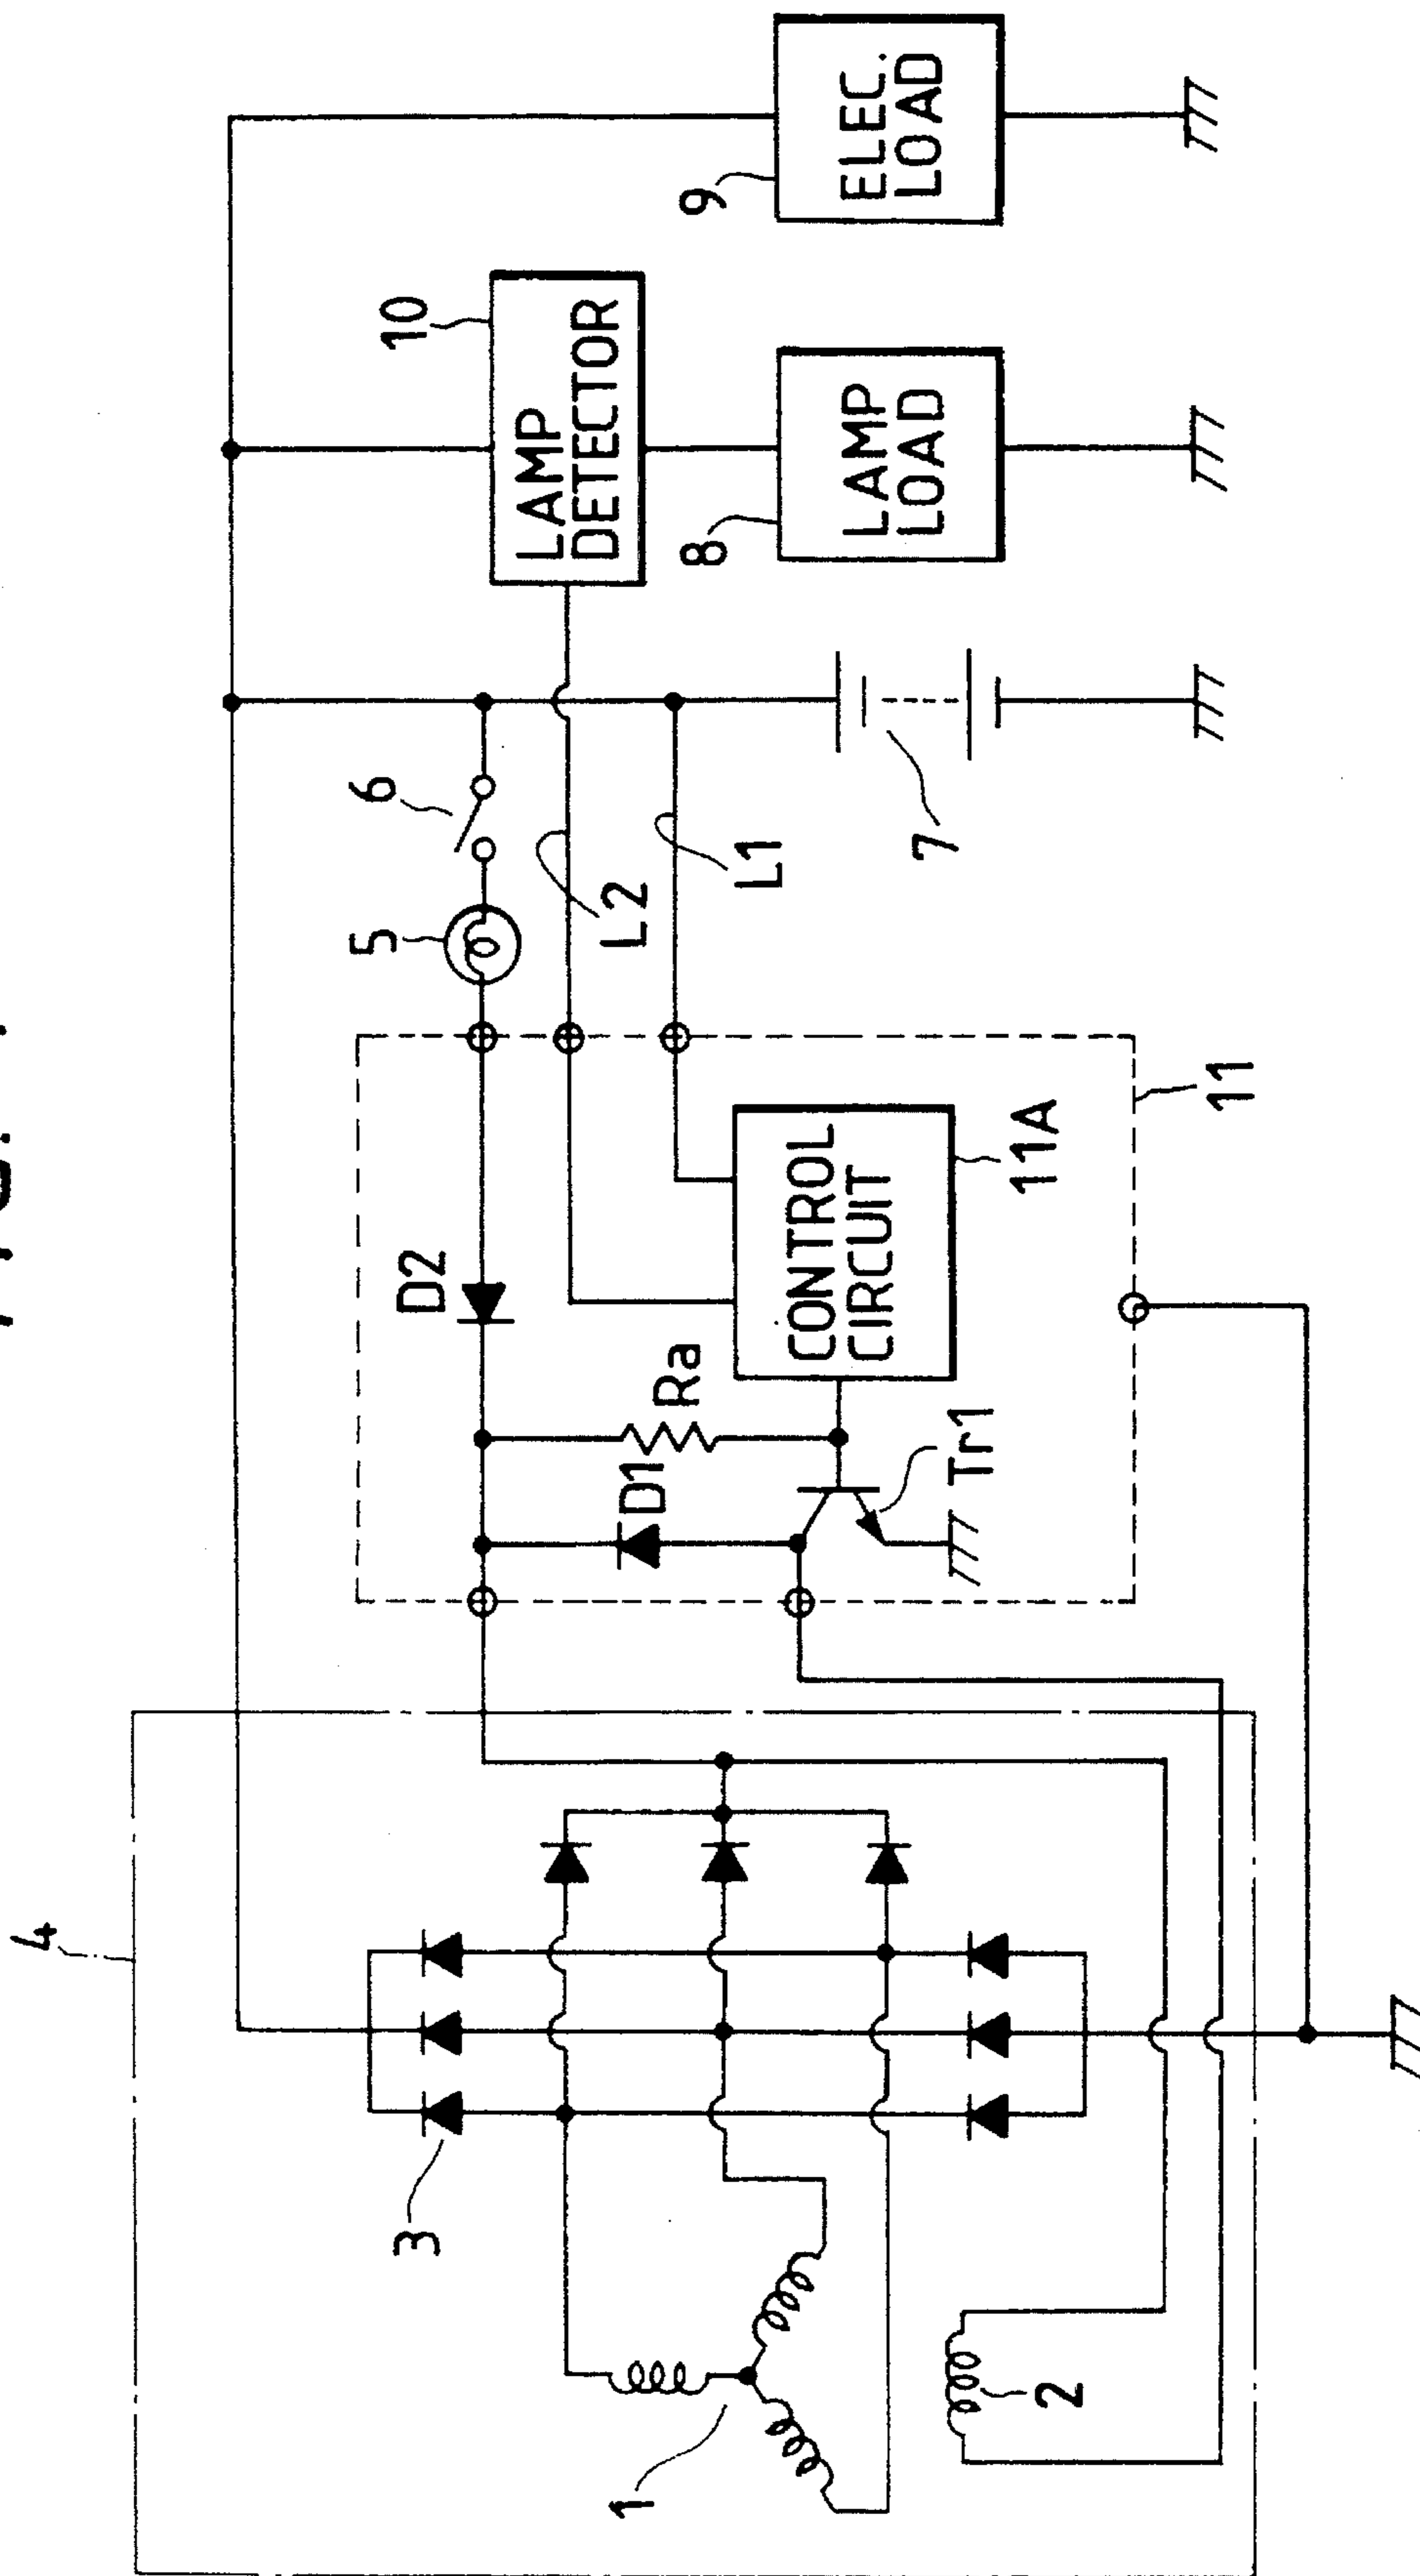 4
3
1
2
D2
D1
Ra
Tr1
CONTROL
CIRCUIT
11A
11
5
6
L2
L1
7
10
LAMP
DETECTOR
8
LAMP
LOAD
9
ELEC.
LOAD